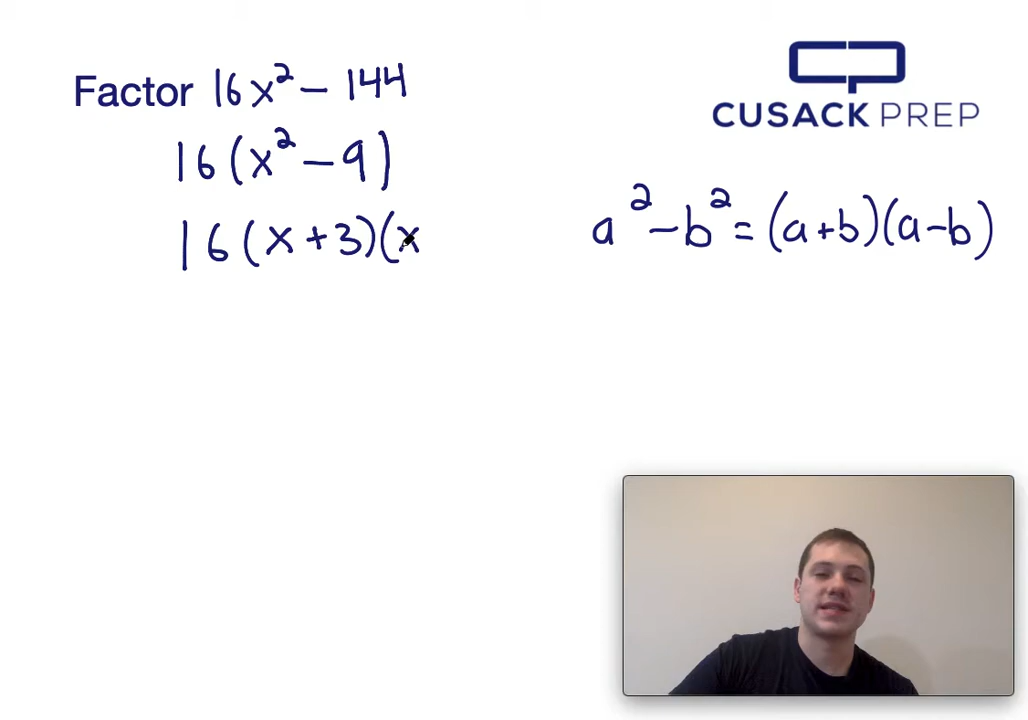 Factor 16x² - 144
CUSACK PREP
16(x² - 9)
a² - b² = (a+b)(a-b)
16(x+3)(x